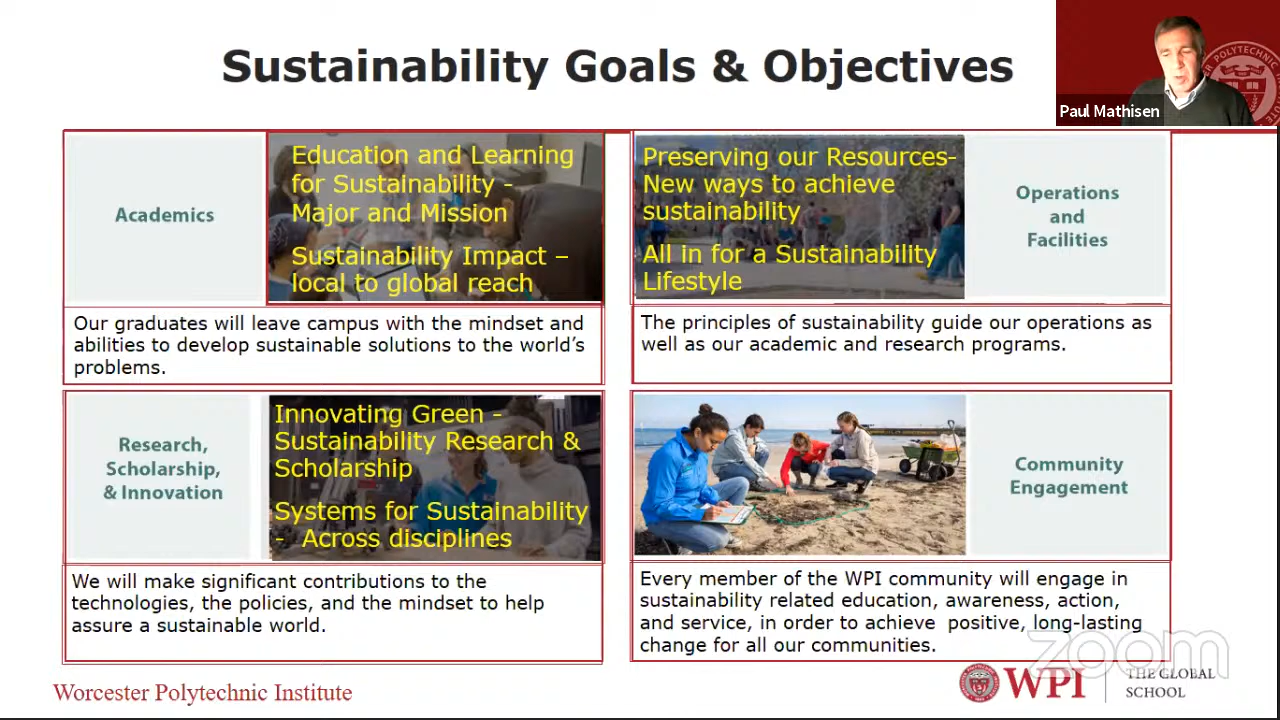 Sustainability Goals & Objectives
Paul Mathisen
Academics
Education and Learning
for Sustainability -
Major and Mission
Sustainability Impact –
local to global reach
Our graduates will leave campus with the mindset and
abilities to develop sustainable solutions to the world's
problems.
Preserving our Resources-
New ways to achieve
sustainability
All in for a Sustainability
Lifestyle
Operations
and
Facilities
The principles of sustainability guide our operations as
well as our academic and research programs.
Research,
Scholarship,
& Innovation
Innovating Green -
Sustainability Research &
Scholarship
Systems for Sustainability
- Across disciplines
We will make significant contributions to the
technologies, the policies, and the mindset to help
assure a sustainable world.
Community
Engagement
Every member of the WPI community will engage in
sustainability related education, awareness, action,
and service, in order to achieve positive, long-lasting
change for all our communities.
zoom
Worcester Polytechnic Institute
WPI
THE GLOBAL
SCHOOL